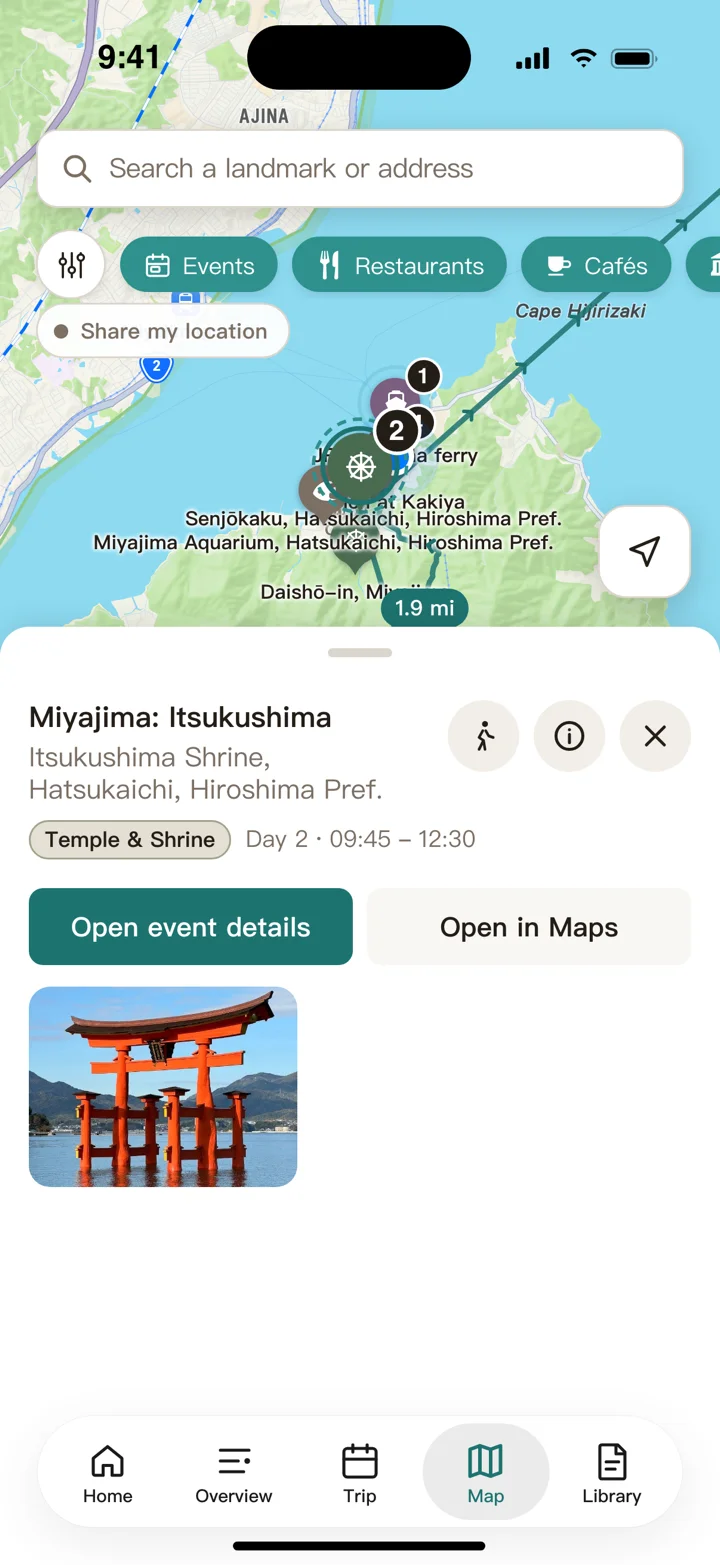 9:41
AJINA
Search a landmark or address
Events
Restaurants
Cafés
Cape Hijirizaki
Share my location
2
1
2
a ferry
at Kakiya
Senjōkaku, Hatsukaichi, Hiroshima Pref.
Miyajima Aquarium, Hatsukaichi, Hiroshima Pref.
Daishō-in,
1.9 mi
Miyajima: Itsukushima
Itsukushima Shrine,
Hatsukaichi, Hiroshima Pref.
Temple & Shrine
Day 2 · 09:45 – 12:30
Open event details
Open in Maps
Home
Overview
Trip
Map
Library